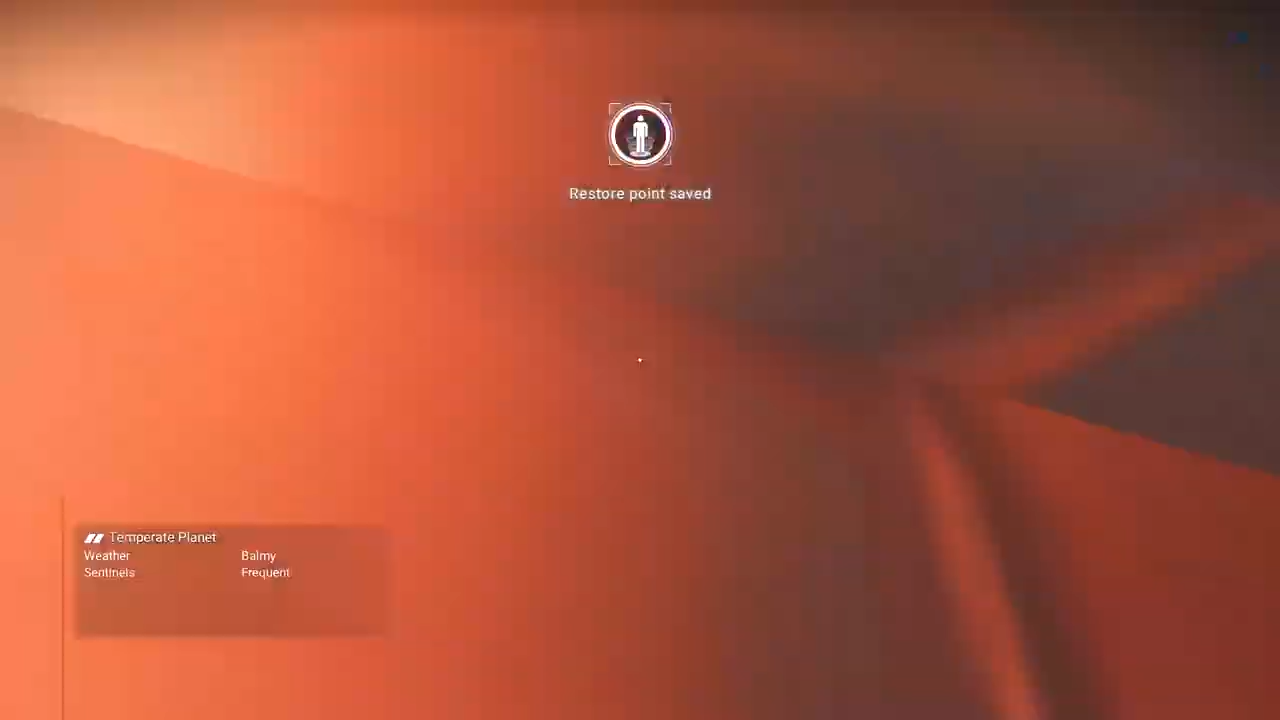 Restore point saved
Temperate Planet
Weather Balmy
Sentinels Frequent